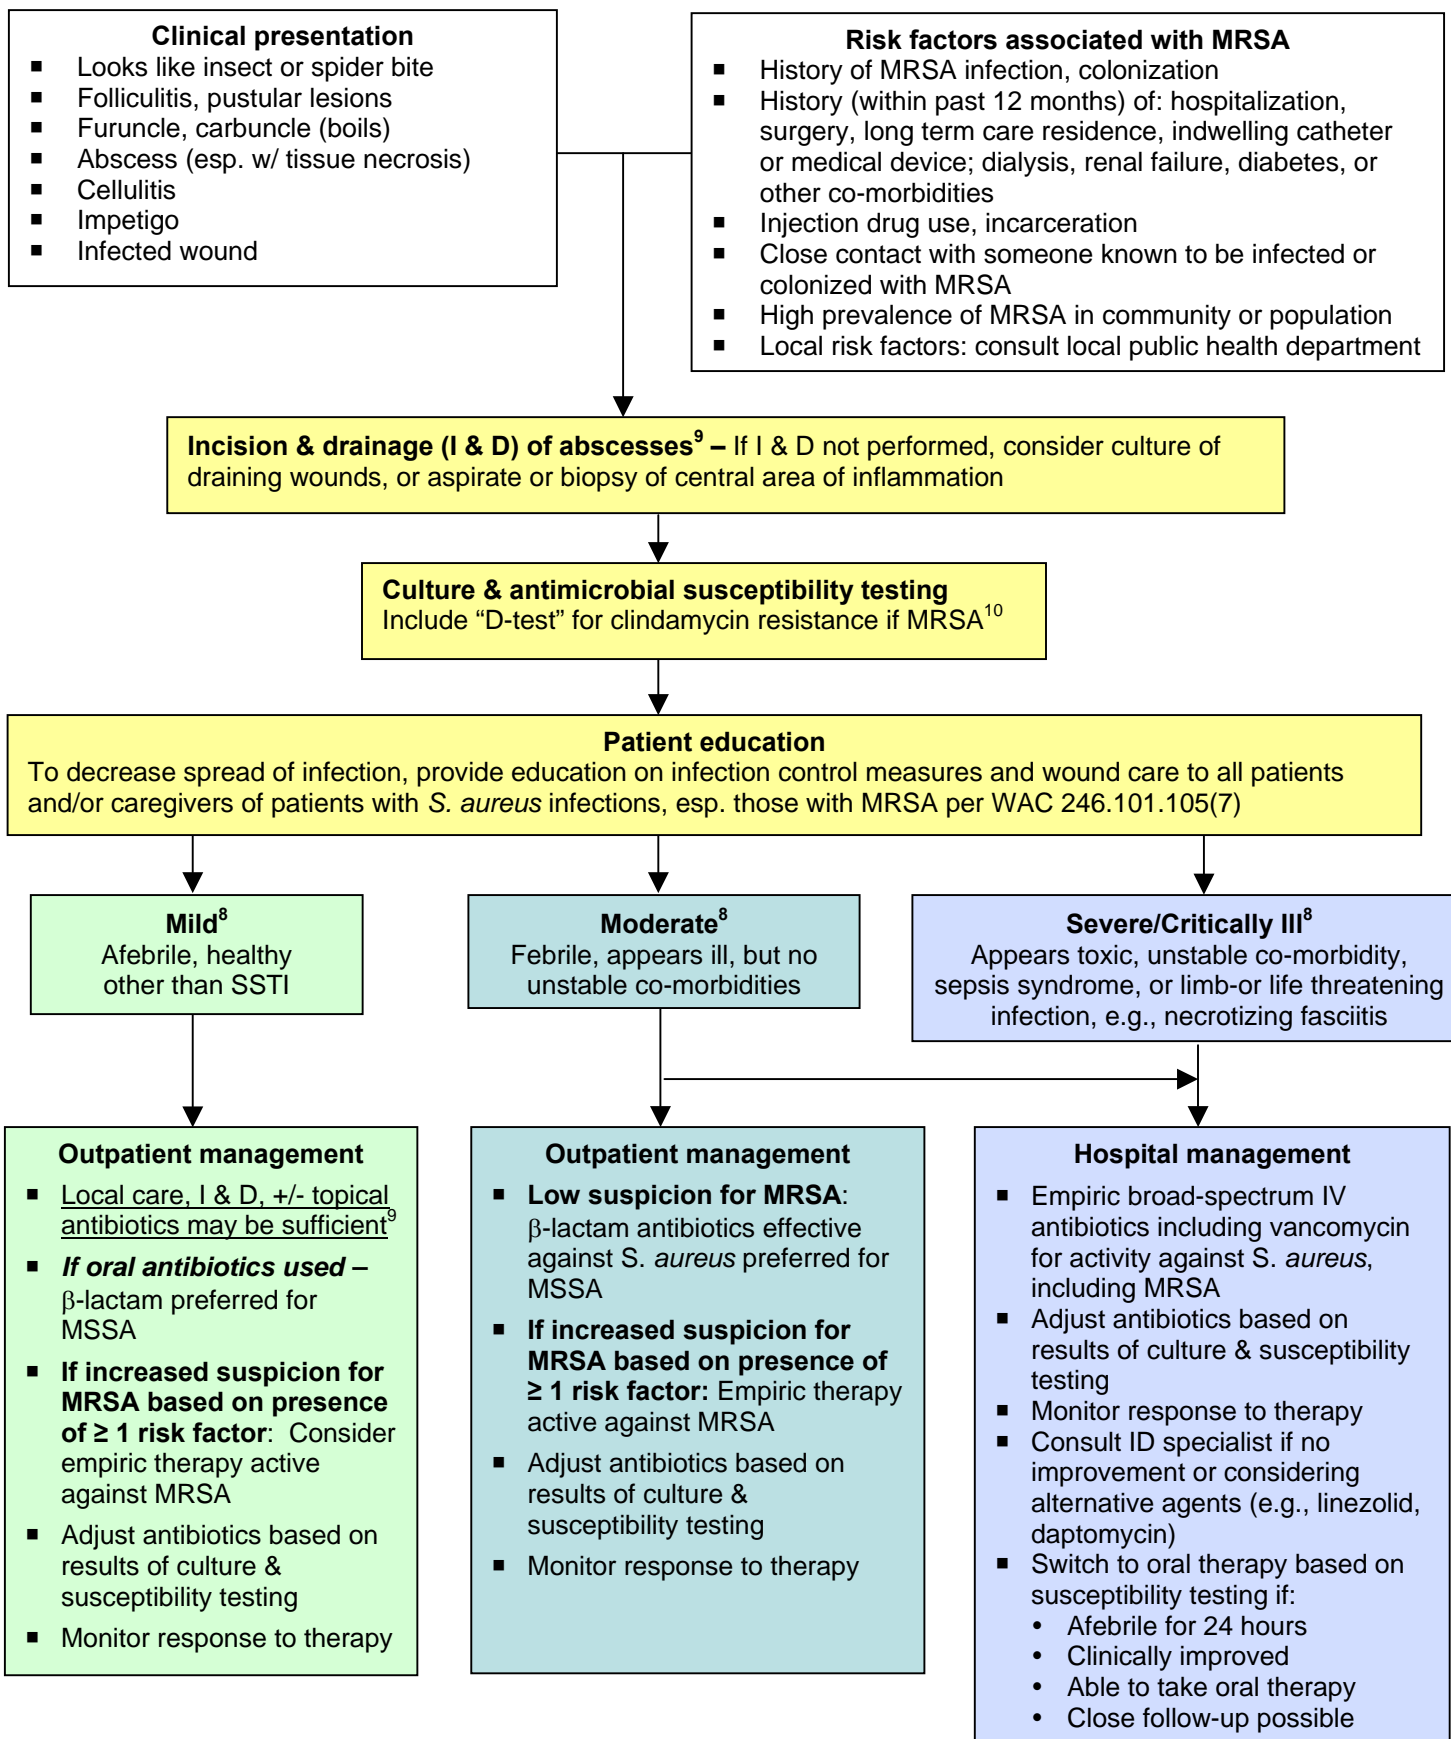 Clinical presentation
■ Looks like insect or spider bite
■ Folliculitis, pustular lesions
■ Furuncle, carbuncle (boils)
■ Abscess (esp. w/ tissue necrosis)
■ Cellulitis
■ Impetigo
■ Infected wound
Risk factors associated with MRSA
■ History of MRSA infection, colonization
■ History (within past 12 months) of: hospitalization,
surgery, long term care residence, indwelling catheter
or medical device; dialysis, renal failure, diabetes, or
other co-morbidities
■ Injection drug use, incarceration
■ Close contact with someone known to be infected or
colonized with MRSA
■ High prevalence of MRSA in community or population
■ Local risk factors: consult local public health department
Incision & drainage (I & D) of abscesses⁹ – If I & D not performed, consider culture of
draining wounds, or aspirate or biopsy of central area of inflammation
Culture & antimicrobial susceptibility testing
Include “D-test” for clindamycin resistance if MRSA¹⁰
Patient education
To decrease spread of infection, provide education on infection control measures and wound care to all patients
and/or caregivers of patients with S. aureus infections, esp. those with MRSA per WAC 246.101.105(7)
Mild⁸
Afebrile, healthy
other than SSTI
Moderate⁸
Febrile, appears ill, but no
unstable co-morbidities
Severe/Critically Ill⁸
Appears toxic, unstable co-morbidity,
sepsis syndrome, or limb-or life threatening
infection, e.g., necrotizing fasciitis
Outpatient management
■ Local care, I & D, +/- topical
antibiotics may be sufficient⁹
■ If oral antibiotics used –
β-lactam preferred for
MSSA
■ If increased suspicion for
MRSA based on presence
of ≥ 1 risk factor: Consider
empiric therapy active
against MRSA
■ Adjust antibiotics based on
results of culture &
susceptibility testing
■ Monitor response to therapy
Outpatient management
■ Low suspicion for MRSA:
β-lactam antibiotics effective
against S. aureus preferred for
MSSA
■ If increased suspicion for
MRSA based on presence of
≥ 1 risk factor: Empiric therapy
active against MRSA
■ Adjust antibiotics based on
results of culture &
susceptibility testing
■ Monitor response to therapy
Hospital management
■ Empiric broad-spectrum IV
antibiotics including vancomycin
for activity against S. aureus,
including MRSA
■ Adjust antibiotics based on
results of culture & susceptibility
testing
■ Monitor response to therapy
■ Consult ID specialist if no
improvement or considering
alternative agents (e.g., linezolid,
daptomycin)
■ Switch to oral therapy based on
susceptibility testing if:
• Afebrile for 24 hours
• Clinically improved
• Able to take oral therapy
• Close follow-up possible